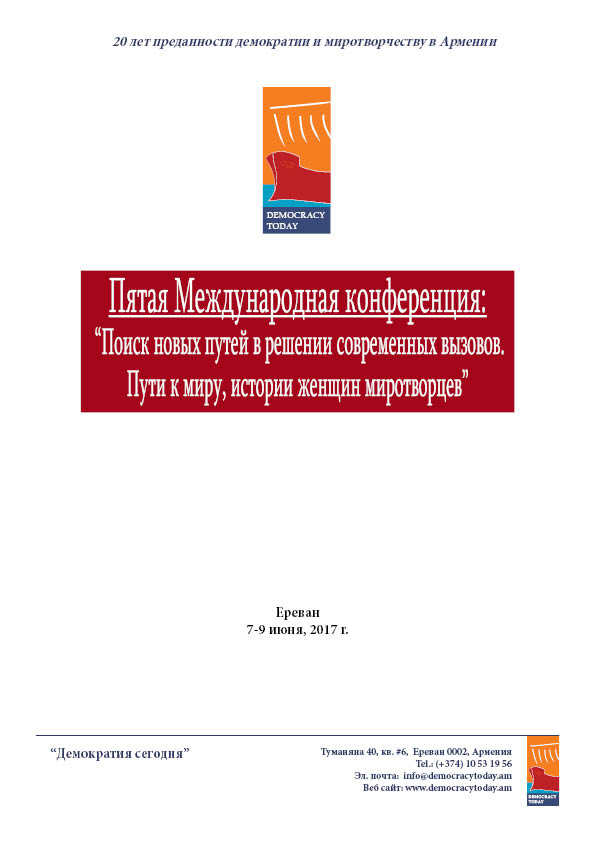 20 лет преданности демократии и миротворчеству в Армении
DEMOCRACY
TODAY
Пятая Международная конференция:
“Поиск новых путей в решении современных вызовов.
Пути к миру, истории женщин миротворцев”
Ереван
7-9 июня, 2017 г.
“Демократия сегодня”
Туманяна 40, кв. #6, Ереван 0002, Армения
Tel.: (+374) 10 53 19 56
Эл. почта: info@democracytoday.am
Веб сайт: www.democracytoday.am
DEMOCRACY
TODAY